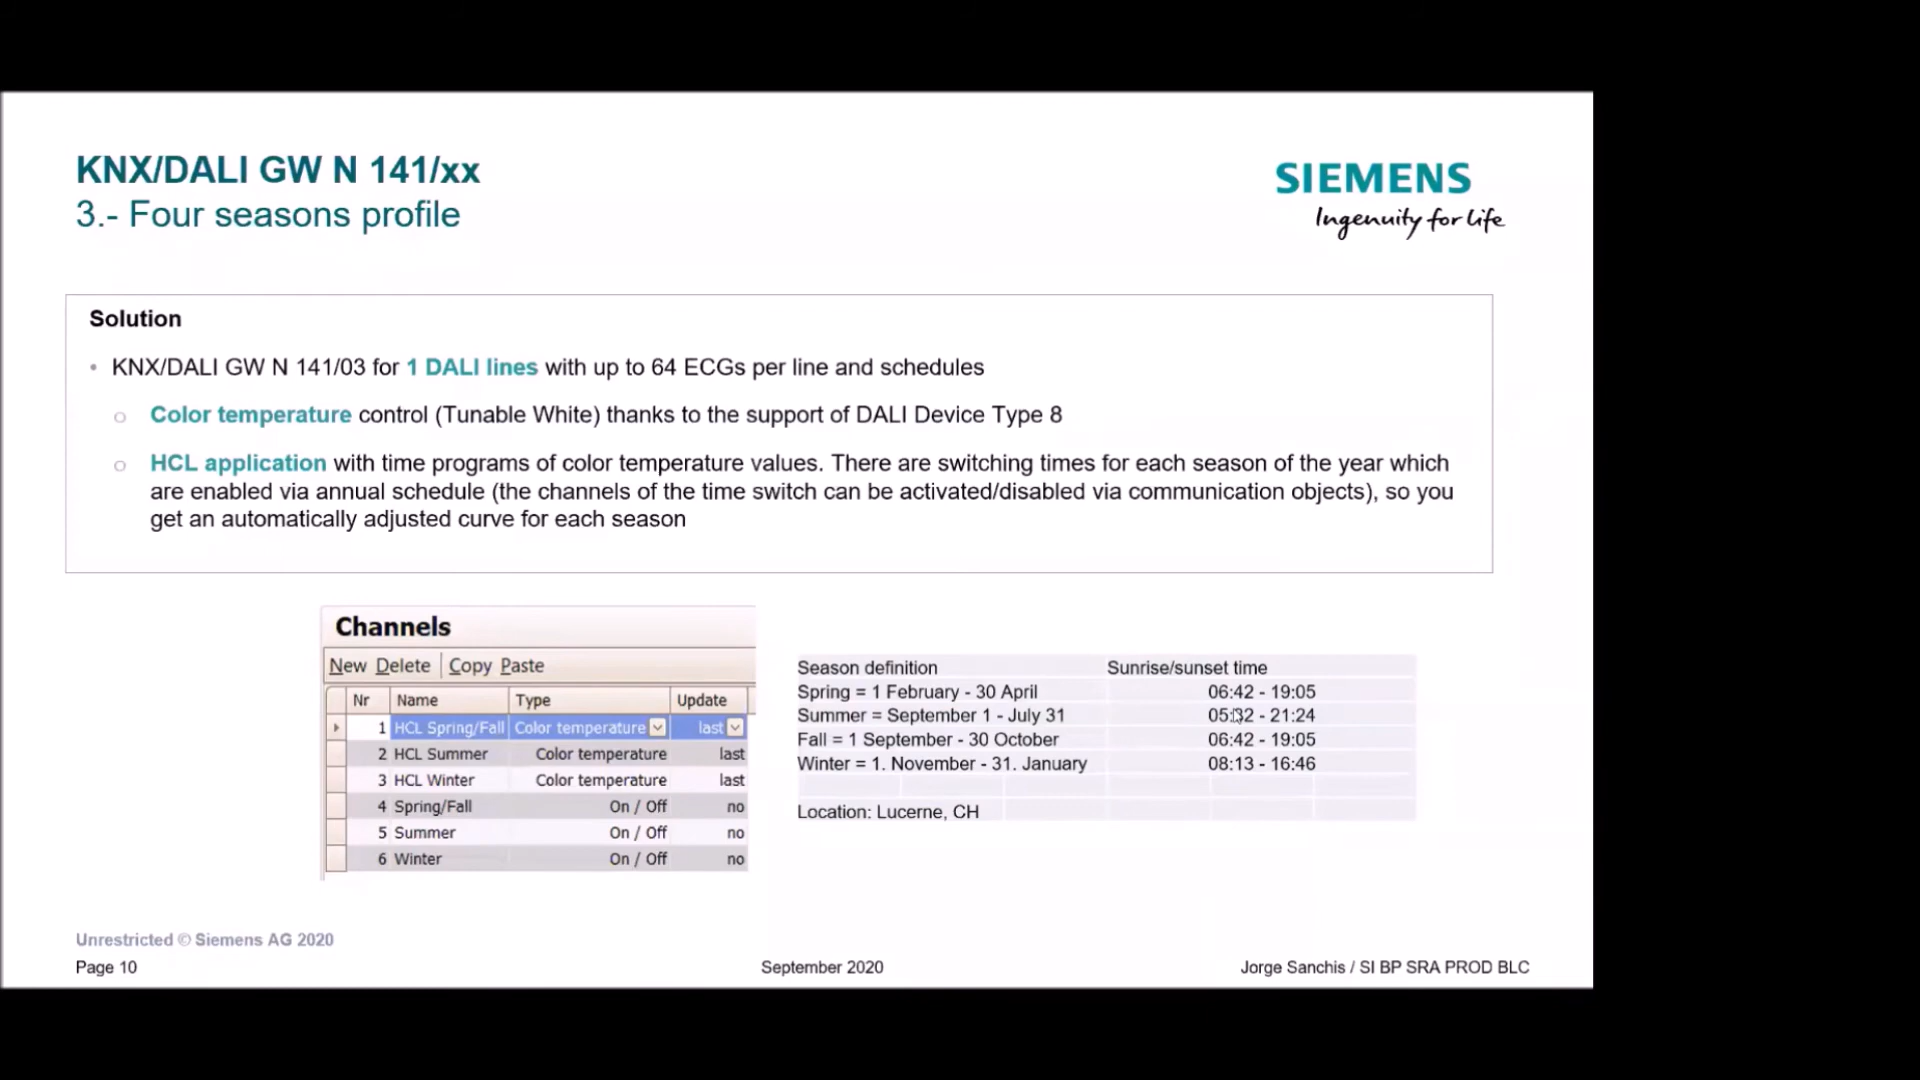 KNX/DALI GW N 141/xx
3.- Four seasons profile
SIEMENS
Ingenuity for life
Solution
• KNX/DALI GW N 141/03 for 1 DALI lines with up to 64 ECGs per line and schedules
o Color temperature control (Tunable White) thanks to the support of DALI Device Type 8
o HCL application with time programs of color temperature values. There are switching times for each season of the year which
are enabled via annual schedule (the channels of the time switch can be activated/disabled via communication objects), so you
get an automatically adjusted curve for each season
Channels
New Delete Copy Paste
Nr Name Type Update
1 HCL Spring/Fall Color temperature last
2 HCL Summer Color temperature last
3 HCL Winter Color temperature last
4 Spring/Fall On / Off no
5 Summer On / Off no
6 Winter On / Off no
Season definition Sunrise/sunset time
Spring = 1 February - 30 April 06:42 - 19:05
Summer = September 1 - July 31 05:32 - 21:24
Fall = 1 September - 30 October 06:42 - 19:05
Winter = 1. November - 31. January 08:13 - 16:46
Location: Lucerne, CH
Unrestricted © Siemens AG 2020
Page 10 September 2020 Jorge Sanchis / SI BP SRA PROD BLC